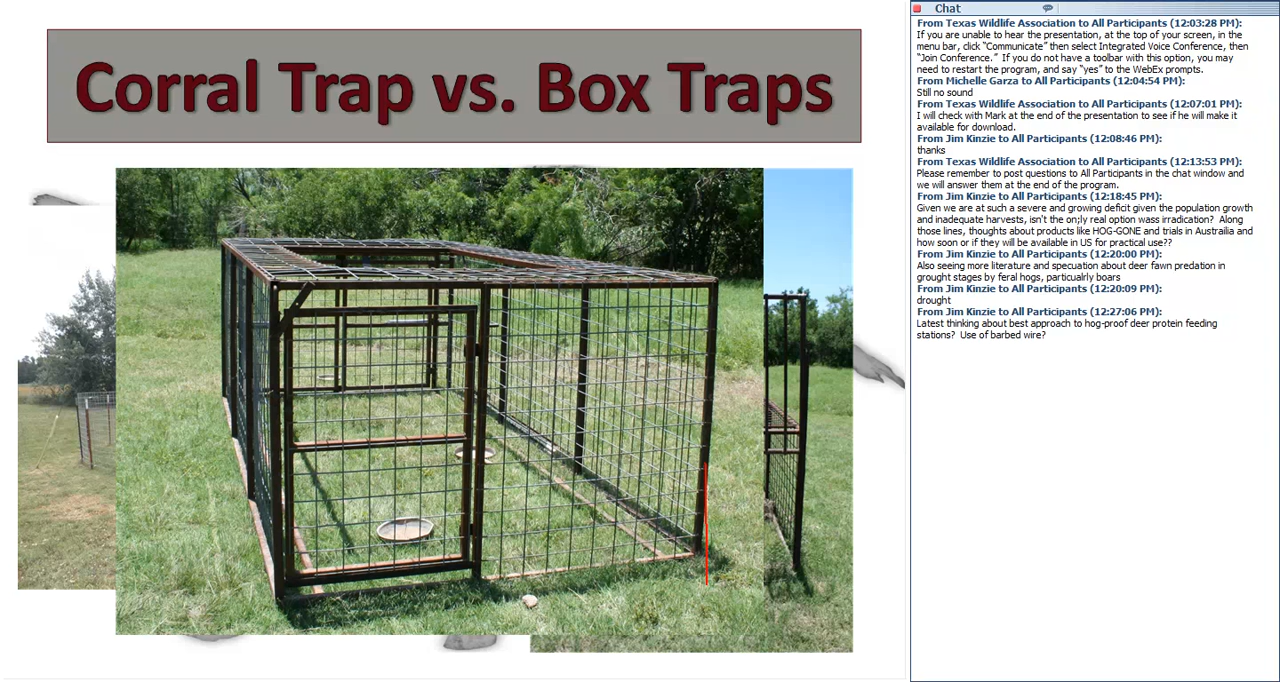 Corral Trap vs. Box Traps
Chat
From Texas Wildlife Association to All Participants (12:03:28 PM):
If you are unable to hear the presentation, at the top of your screen, in the
menu bar, click “Communicate” then select Integrated Voice Conference, then
“Join Conference.”  If you do not have a toolbar with this option, you may
need to restart the program, and say “yes” to the WebEx prompts.
From Michelle Garza to All Participants (12:04:54 PM):
Still no sound
From Texas Wildlife Association to All Participants (12:07:01 PM):
I will check with Mark at the end of the presentation to see if he will make it
available for download.
From Jim Kinzie to All Participants (12:08:46 PM):
thanks
From Texas Wildlife Association to All Participants (12:13:53 PM):
Please remember to post questions to All Participants in the chat window and
we will answer them at the end of the program.
From Jim Kinzie to All Participants (12:18:45 PM):
Given we are at such a severe and growing deficit given the population growth
and inadequate harvests, isn't the on;ly real option wass irradication?  Along
those lines, thoughts about products like HOG-GONE and trials in Austrailia and
how soon or if they will be available in US for practical use??
From Jim Kinzie to All Participants (12:20:00 PM):
Also seeing more literature and specuation about deer fawn predation in
grought stages by feral hogs, particualrly boars
From Jim Kinzie to All Participants (12:20:09 PM):
drought
From Jim Kinzie to All Participants (12:27:06 PM):
Latest thinking about best approach to hog-proof deer protein feeding
stations?  Use of barbed wire?